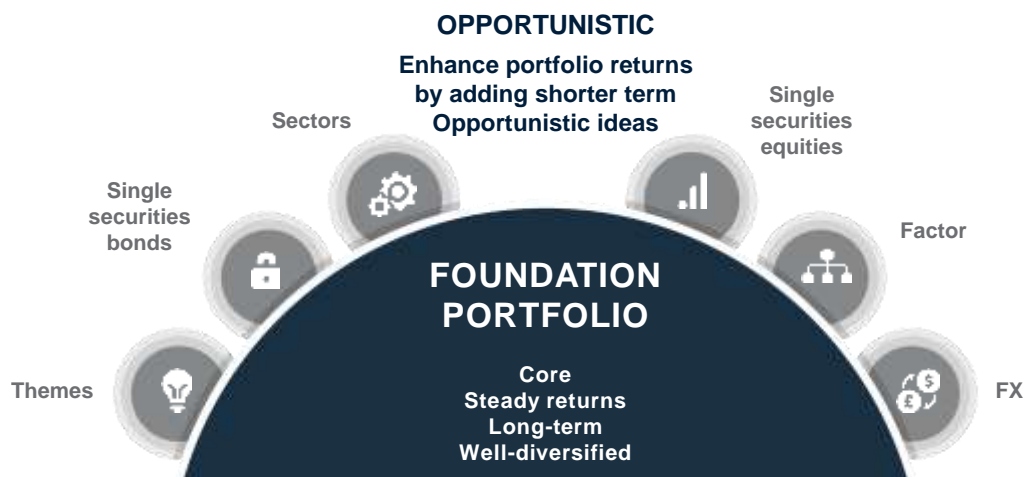 OPPORTUNISTIC
Enhance portfolio returns
by adding shorter term
Opportunistic ideas
Sectors
Single
securities
equities
Single
securities
bonds
Factor
Themes
FX
FOUNDATION
PORTFOLIO
Core
Steady returns
Long-term
Well-diversified
$
£